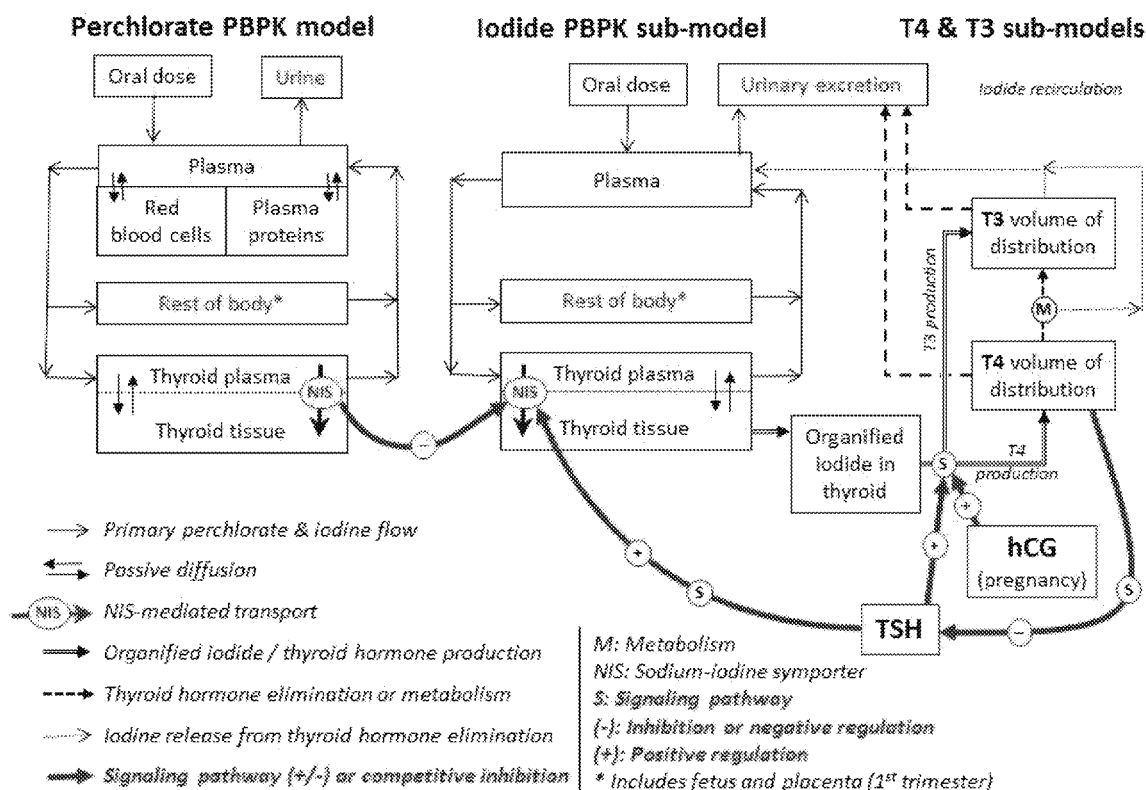 Perchlorate PBPK model
Iodide PBPK sub-model
T4 & T3 sub-models
Oral dose
Urine
Plasma
Red
blood cells
Plasma
proteins
Rest of body*
Thyroid plasma
NIS
Thyroid tissue
−
Oral dose
Urinary excretion
Iodide recirculation
Plasma
Rest of body*
Thyroid plasma
NIS
Thyroid tissue
Organified
iodide in
thyroid
T3 volume of
distribution
T3 production
M
T4 volume of
distribution
S
T4
production
+
+
hCG
(pregnancy)
+
S
TSH
−
S
Primary perchlorate & iodine flow
Passive diffusion
NIS
NIS-mediated transport
Organified iodide / thyroid hormone production
Thyroid hormone elimination or metabolism
Iodine release from thyroid hormone elimination
Signaling pathway (+/-) or competitive inhibition
M: Metabolism
NIS: Sodium-iodine symporter
S: Signaling pathway
(-): Inhibition or negative regulation
(+): Positive regulation
* Includes fetus and placenta (1st trimester)